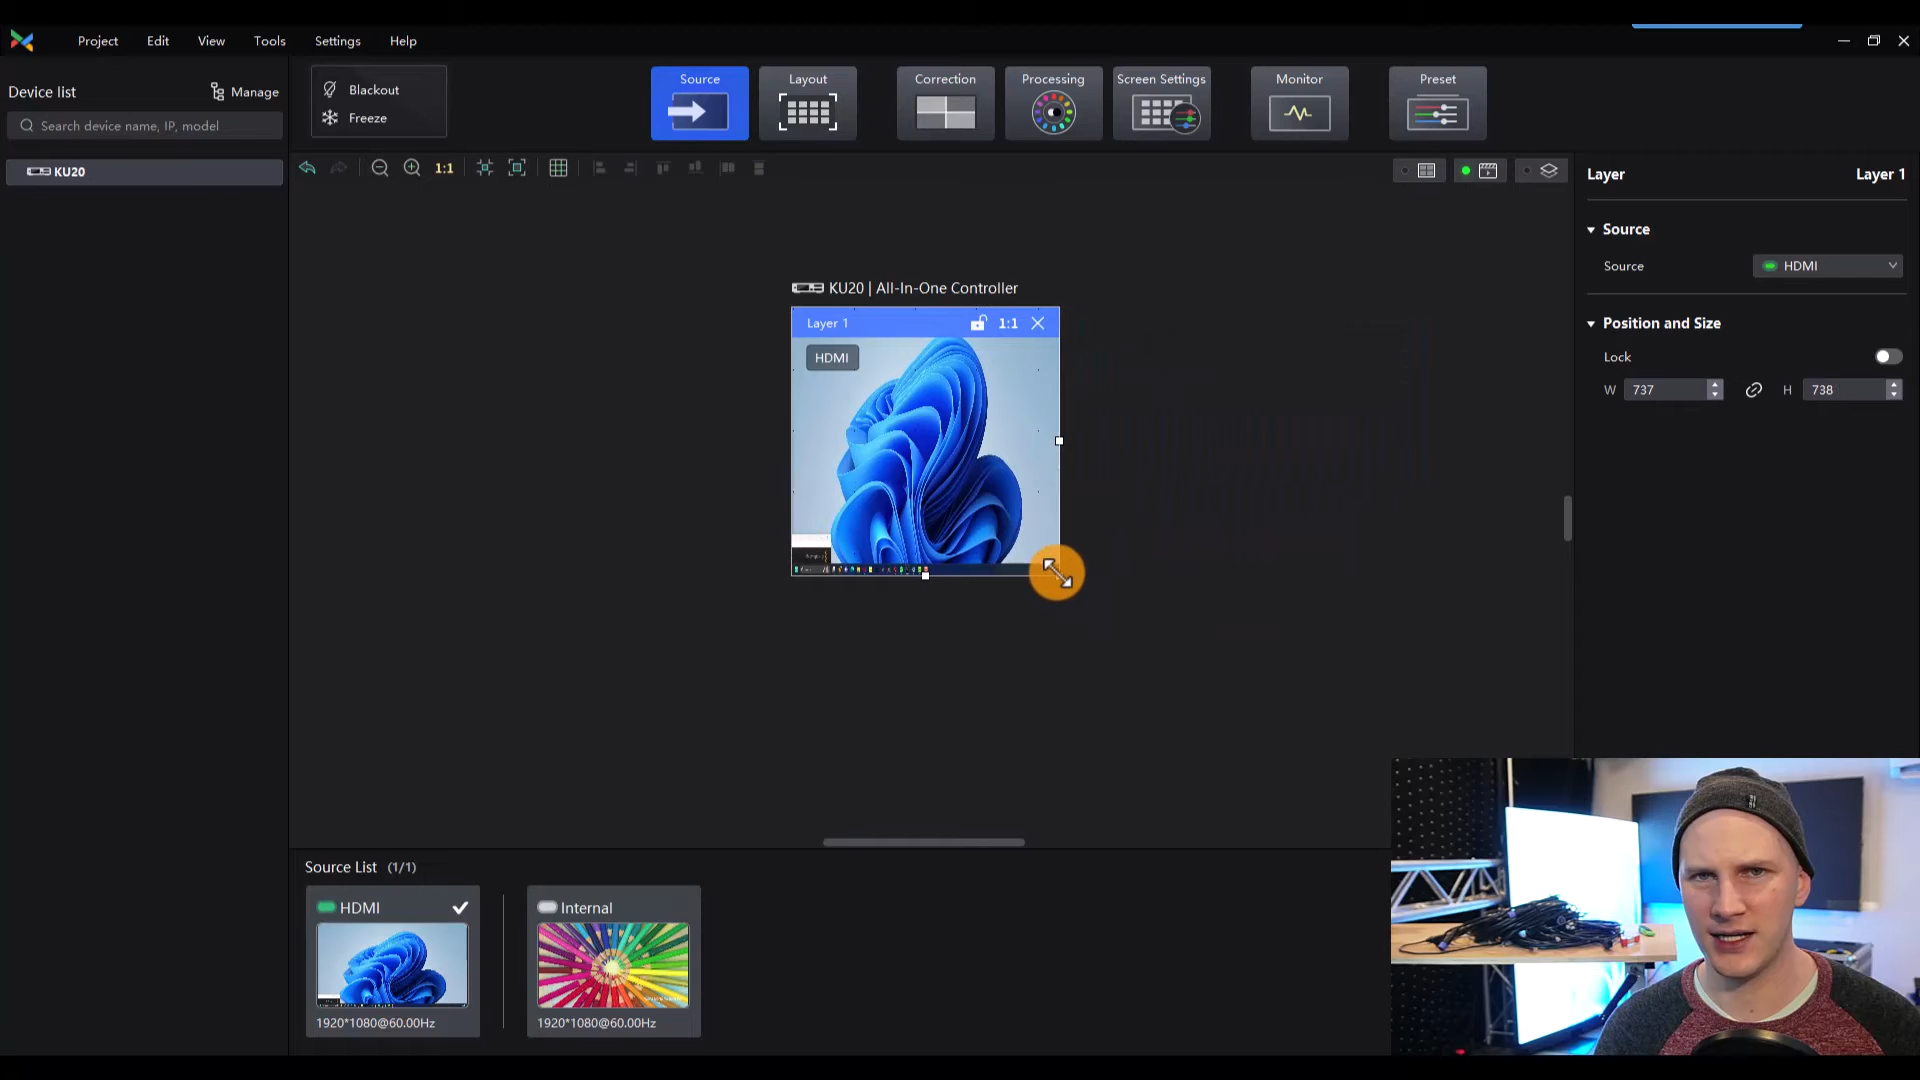 Project Edit View Tools Settings Help
Device list Manage
Search device name, IP, model
KU20
Blackout
Freeze
Source
Layout
Correction
Processing
Screen Settings
Monitor
Preset
1:1
KU20 | All-In-One Controller
Layer 1 1:1
HDMI
Layer Layer 1
Source
Source HDMI
Position and Size
Lock
W 737 H 738
Source List (1/1)
HDMI
1920*1080@60.00Hz
Internal
1920*1080@60.00Hz